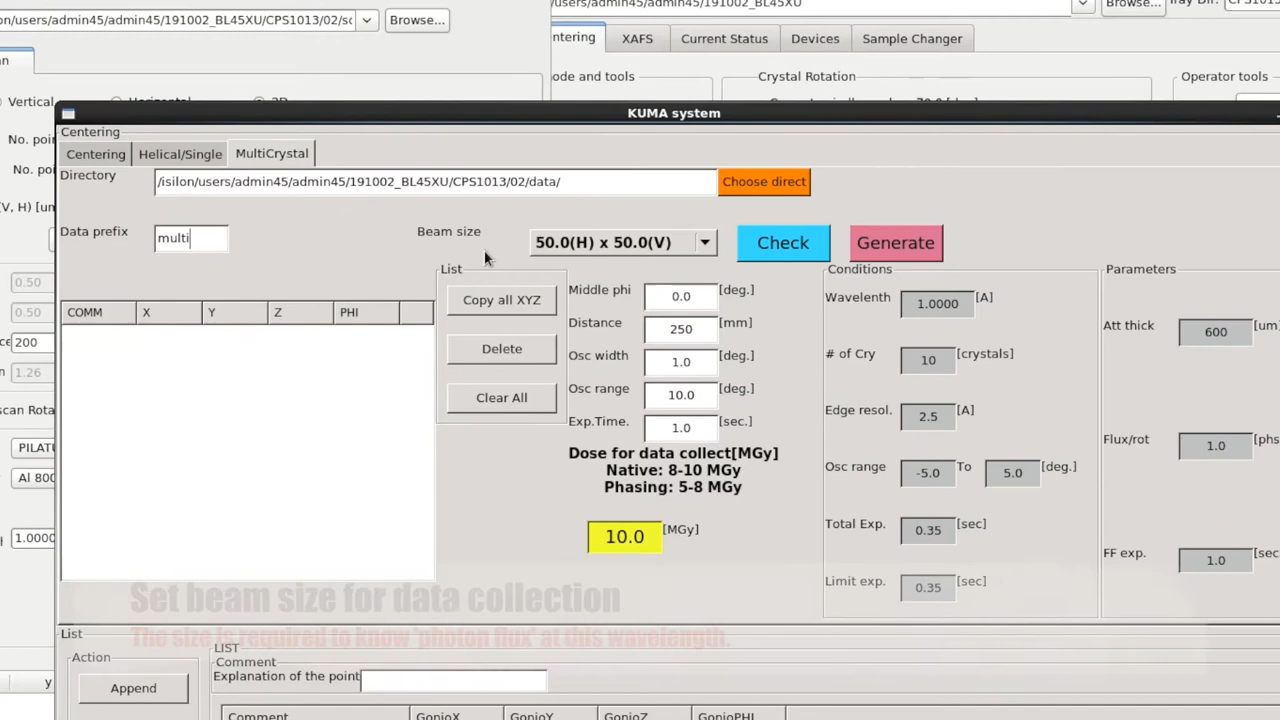 on/users/admin45/admin45/191002_BL45XU/CPS1013/02/sc
Browse...
/users/admin45/admin45/191002_BL45XU
Browse...
Tray Dir.
CPS1013
ntering
XAFS
Current Status
Devices
Sample Changer
ode and tools
Crystal Rotation
Operator tools
Vertical
Horizontal
2D
No. poin
No. poi
(V, H) [um
0.50
0.50
200
1.26
scan Rota
PILATU
Al 800
1.0000
y
KUMA system
Centering
Centering
Helical/Single
MultiCrystal
Directory
/isilon/users/admin45/admin45/191002_BL45XU/CPS1013/02/data/
Choose direct
Data prefix
multi
Beam size
50.0(H) x 50.0(V)
Check
Generate
COMM
X
Y
Z
PHI
List
Copy all XYZ
Delete
Clear All
Middle phi
0.0
[deg.]
Distance
250
[mm]
Osc width
1.0
[deg.]
Osc range
10.0
[deg.]
Exp.Time.
1.0
[sec.]
Dose for data collect[MGy]
Native: 8-10 MGy
Phasing: 5-8 MGy
10.0
[MGy]
Conditions
Wavelenth
1.0000
[A]
# of Cry
10
[crystals]
Edge resol.
2.5
[A]
Osc range
-5.0
To
5.0
[deg.]
Total Exp.
0.35
[sec]
Limit exp.
0.35
[sec]
Parameters
Att thick
600
[um]
Flux/rot
1.0
[phs
FF exp.
1.0
[sec
Set beam size for data collection
The size is required to know 'photon flux' at this wavelength.
List
Action
Append
LIST
Comment
Explanation of the point
Comment
GonioX
GonioY
GonioZ
GonioPHI